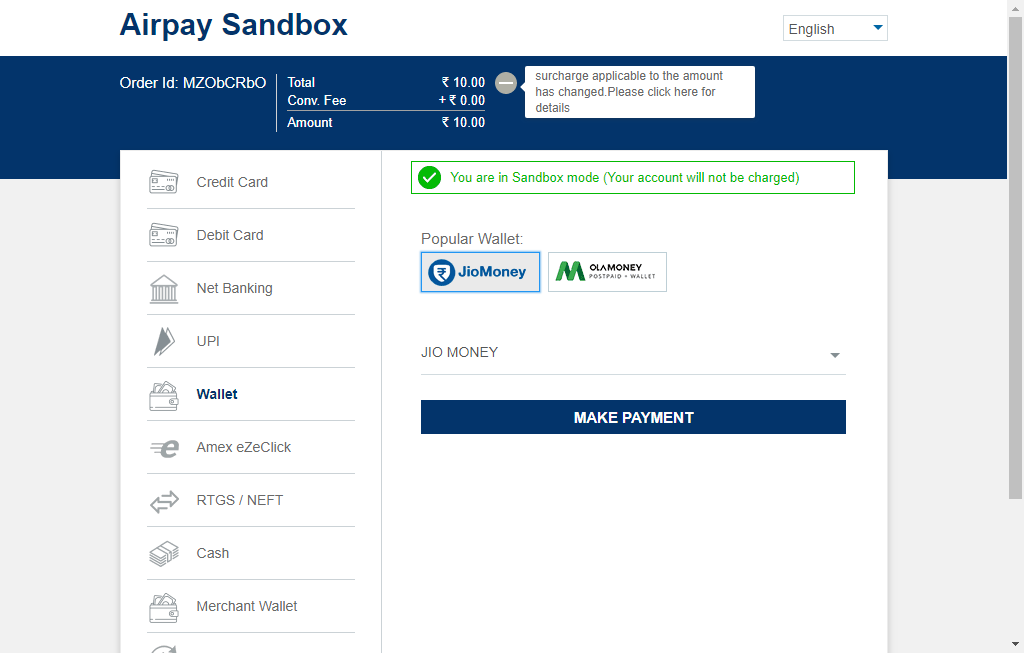 Airpay Sandbox
English
Order Id: MZObCRbO
Total ₹ 10.00
Conv. Fee +₹ 0.00
Amount ₹ 10.00
surcharge applicable to the amount
has changed.Please click here for
details
Credit Card
Debit Card
Net Banking
UPI
Wallet
Amex eZeClick
RTGS / NEFT
Cash
Merchant Wallet
You are in Sandbox mode (Your account will not be charged)
Popular Wallet:
JioMoney
OLAMONEY
POSTPAID + WALLET
JIO MONEY
MAKE PAYMENT